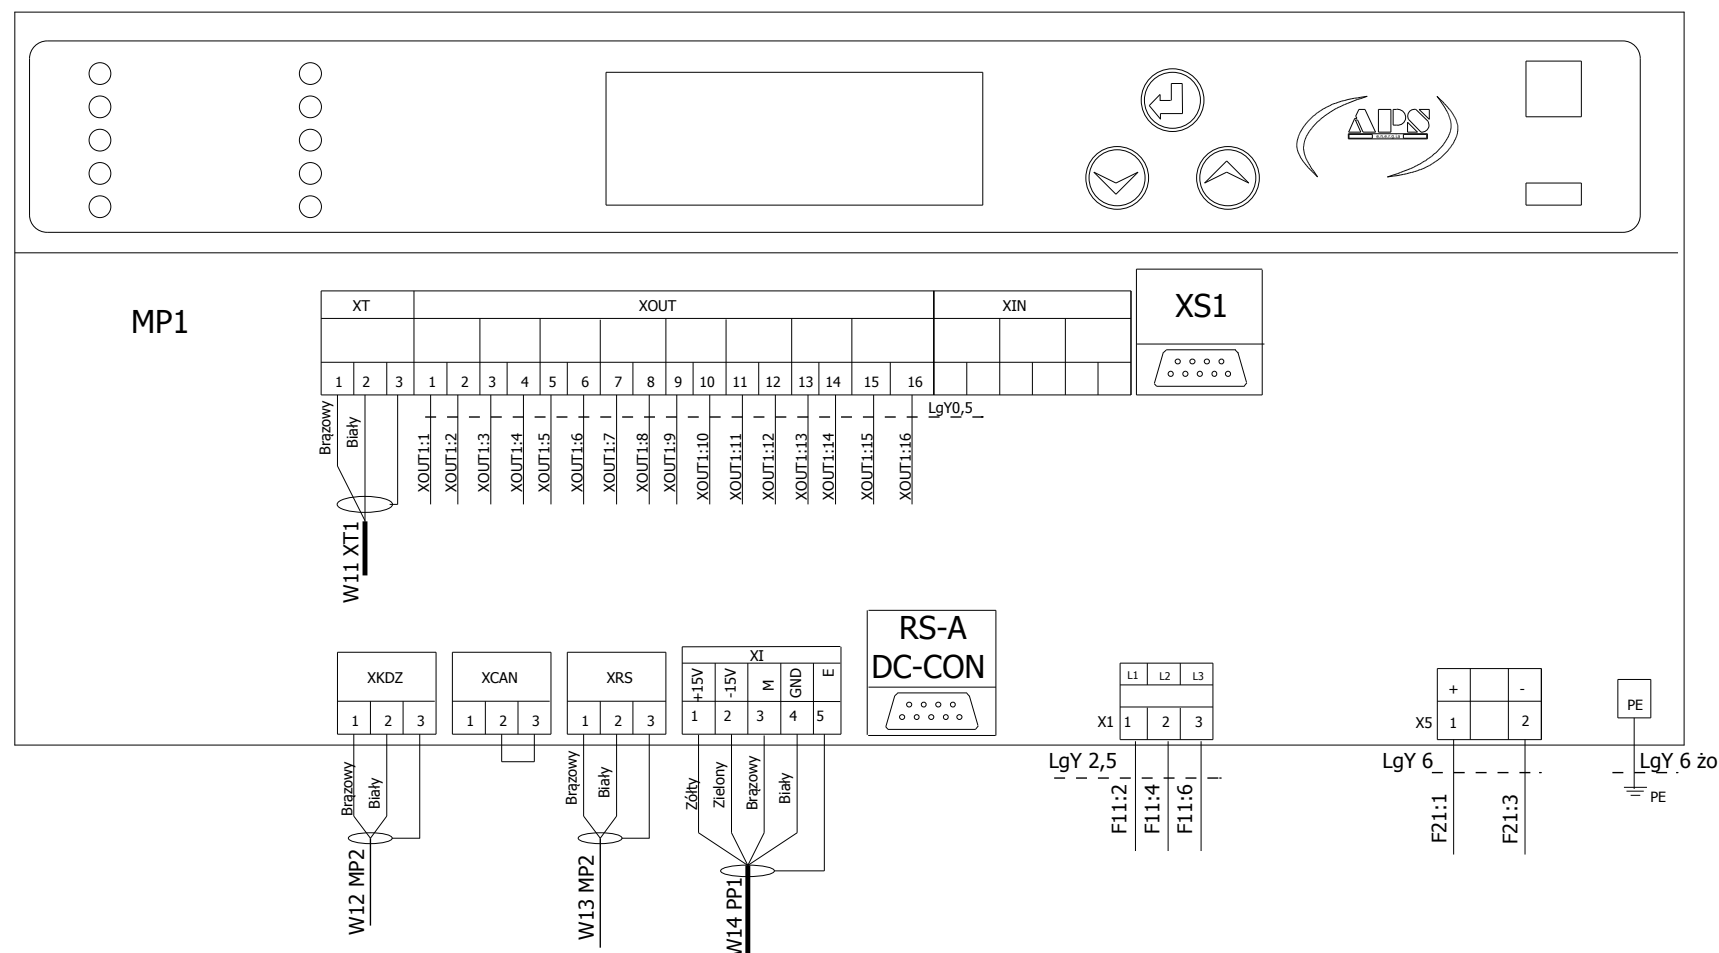 APS
MP1
XT XOUT XIN XS1
1 2 3 1 2 3 4 5 6 7 8 9 10 11 12 13 14 15 16
LgY0,5
Brązowy Biały XOUT1:1 XOUT1:2 XOUT1:3 XOUT1:4 XOUT1:5 XOUT1:6 XOUT1:7 XOUT1:8 XOUT1:9 XOUT1:10 XOUT1:11 XOUT1:12 XOUT1:13 XOUT1:14 XOUT1:15 XOUT1:16
W11 XT1
RS-A
DC-CON
XKDZ XCAN XRS XI
+15V -15V M GND E
L1 L2 L3
+ -
PE
1 2 3 1 2 3 1 2 3 1 2 3 4 5
X1 1 2 3
X5 1 2
Brązowy Biały Brązowy Biały Żółty Zielony Brązowy Biały
LgY 2,5 LgY 6 LgY 6 żo
PE
F11:2 F11:4 F11:6 F21:1 F21:3
W12 MP2 W13 MP2 W14 PP1